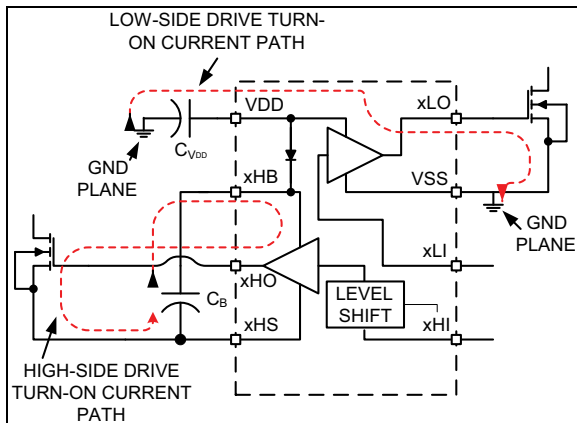 LOW-SIDE DRIVE TURN-
ON CURRENT PATH
VDD
xLO
CVDD
GND
PLANE
xHB
VSS
GND
PLANE
xLI
xHO
CB
LEVEL
SHIFT
xHS
xHI
HIGH-SIDE DRIVE
TURN-ON CURRENT
PATH